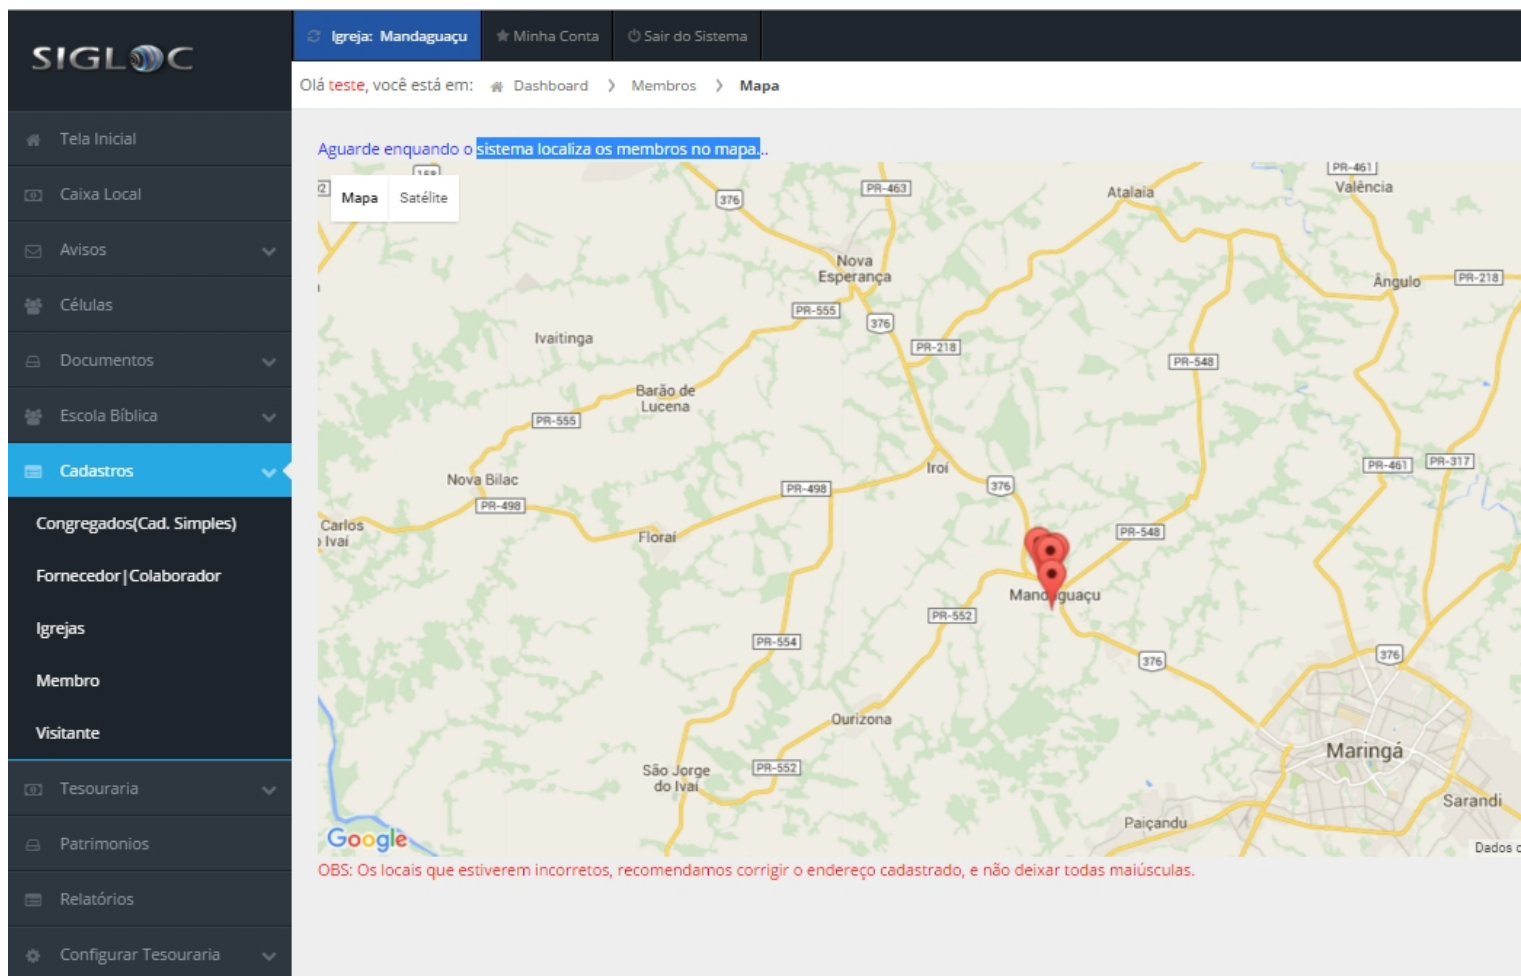 SIGLOC
Igreja: Mandaguaçu
Minha Conta
Sair do Sistema
Olá teste, você está em: Dashboard > Membros > Mapa
Tela Inicial
Caixa Local
Avisos
Células
Documentos
Escola Bíblica
Cadastros
Congregados(Cad. Simples)
Fornecedor|Colaborador
Igrejas
Membro
Visitante
Tesouraria
Patrimonios
Relatórios
Configurar Tesouraria
Aguarde enquando o sistema localiza os membros no mapa...
Mapa
Satélite
158
376
PR-463
Atalaia
PR-461
Valência
Nova
Esperança
Ângulo
PR-218
PR-555
376
Ivaitinga
PR-218
PR-548
Barão de
Lucena
PR-555
Iroí
PR-461
PR-317
Nova Bilac
PR-498
376
PR-498
Carlos
Ivaí
Floraí
PR-548
Mandaguaçu
PR-552
PR-554
376
376
Ourizona
Maringá
São Jorge
do Ivaí
PR-552
Sarandi
Paiçandu
Google
Dados
OBS: Os locais que estiverem incorretos, recomendamos corrigir o endereço cadastrado, e não deixar todas maiúsculas.